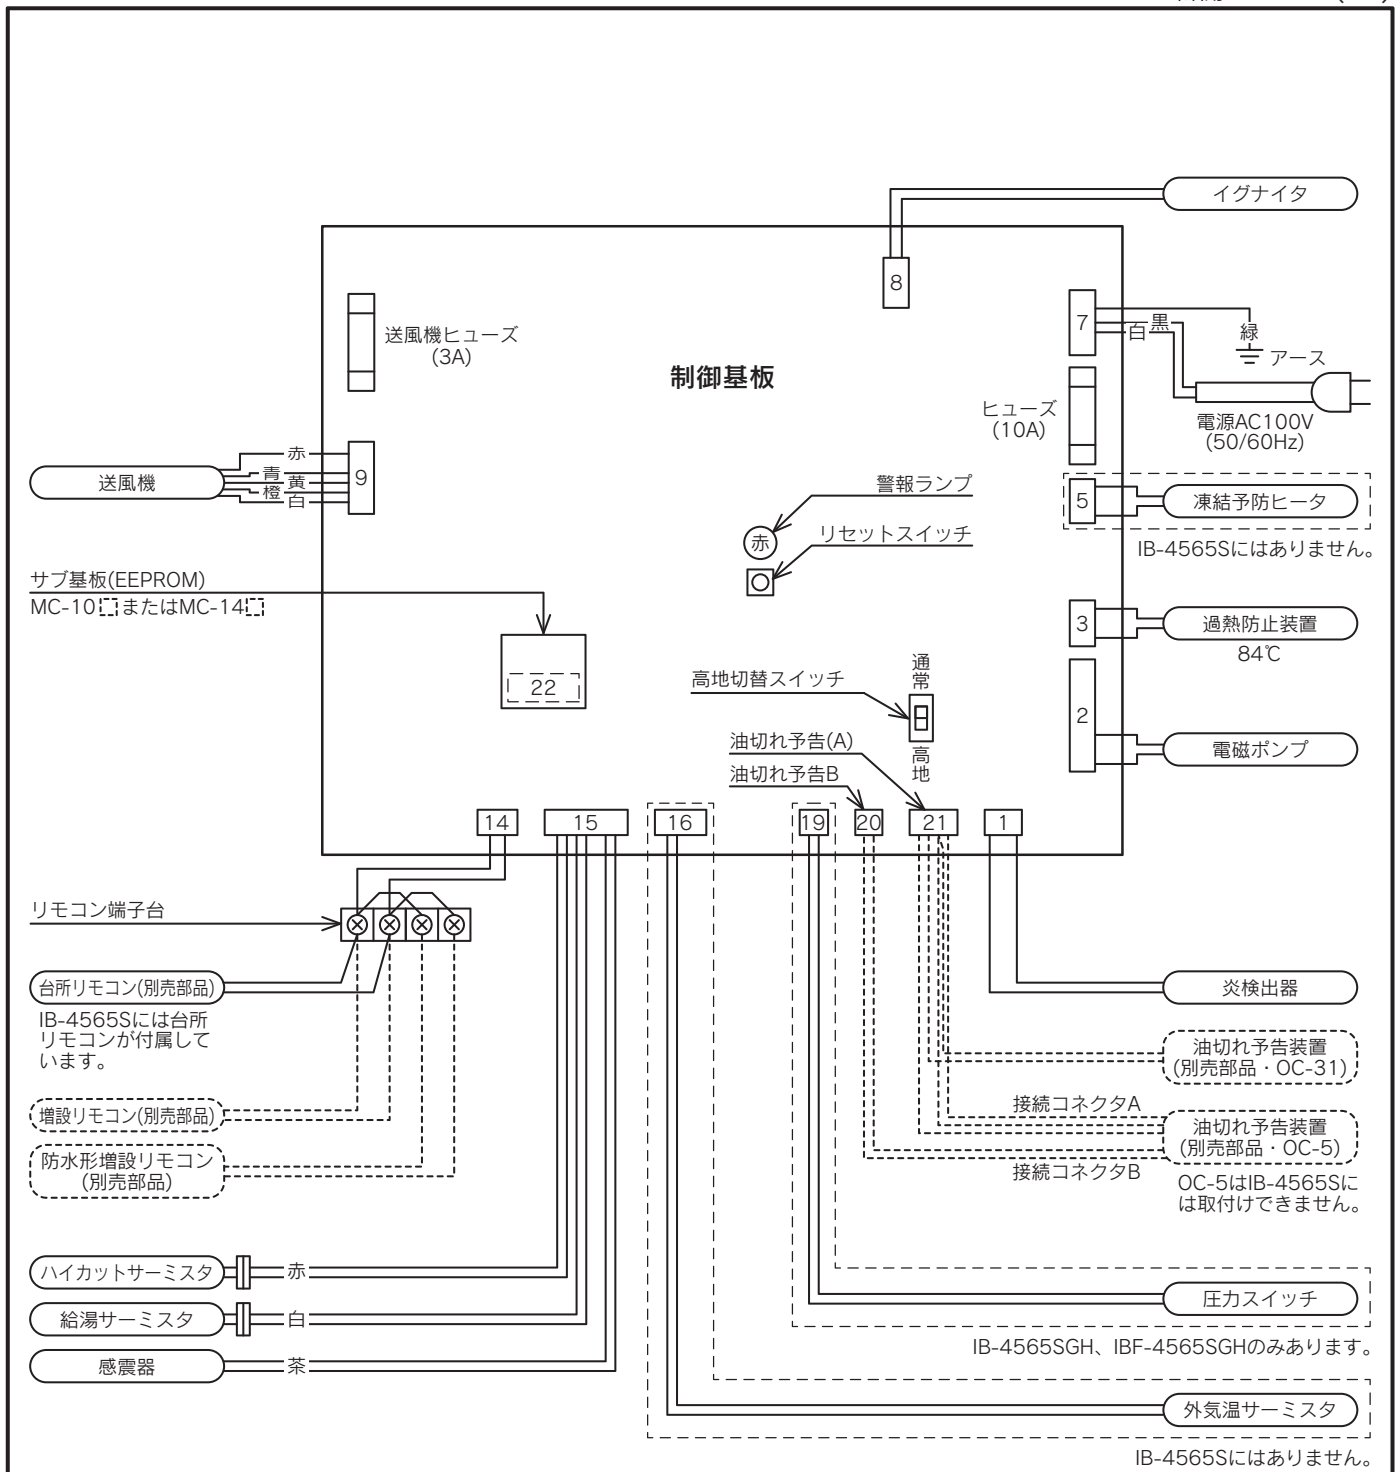 イグナイタ
8
送風機ヒューズ
(3A)
制御基板
7
黒
白
緑
アース
ヒューズ
(10A)
電源AC100V
(50/60Hz)
送風機
赤
青
黄
橙
白
9
警報ランプ
赤
リセットスイッチ
5
凍結予防ヒータ
IB-4565Sにはありません。
サブ基板(EEPROM)
MC-10 またはMC-14
22
3
過熱防止装置
84℃
高地切替スイッチ
通常
高地
2
電磁ポンプ
油切れ予告(A)
油切れ予告B
14
15
16
19
20
21
1
リモコン端子台
台所リモコン(別売部品)
IB-4565Sには台所
リモコンが付属して
います。
炎検出器
油切れ予告装置
(別売部品・OC-31)
増設リモコン(別売部品)
接続コネクタA
油切れ予告装置
(別売部品・OC-5)
防水形増設リモコン
(別売部品)
接続コネクタB
OC-5はIB-4565Sに
は取付けできません。
ハイカットサーミスタ
赤
圧力スイッチ
給湯サーミスタ
白
IB-4565SGH、IBF-4565SGHのみあります。
感震器
茶
外気温サーミスタ
IB-4565Sにはありません。